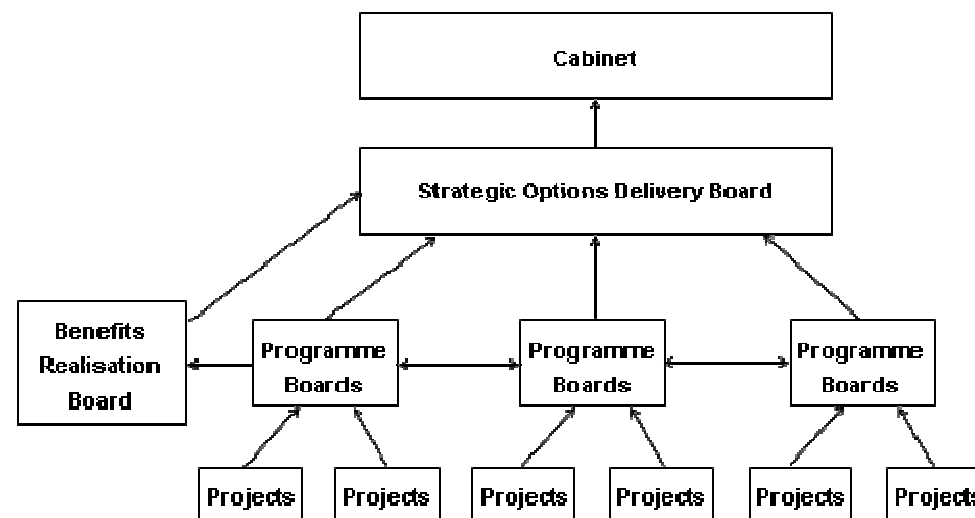 Cabinet
Strategic Options Delivery Board
Benefits
Realisation
Board
Programme
Boards
Programme
Boards
Programme
Boards
Projects
Projects
Projects
Projects
Projects
Projects